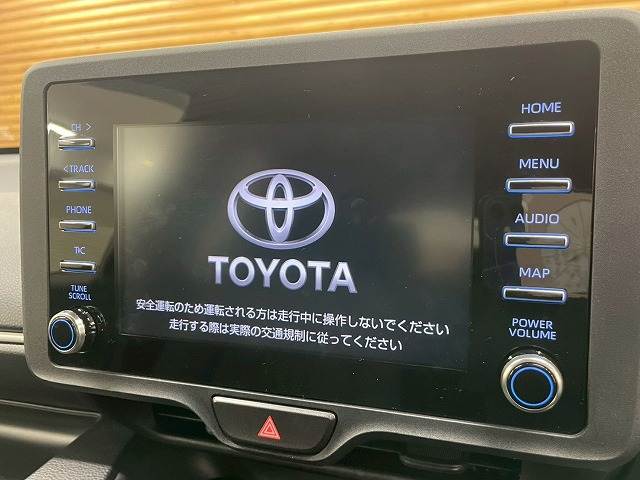 CH >
< TRACK
PHONE
T/C
TUNE
SCROLL
TOYOTA
安全運転のため運転される方は走行中に操作しないでください
走行する際は実際の交通規制に従ってください
HOME
MENU
AUDIO
MAP
POWER
VOLUME